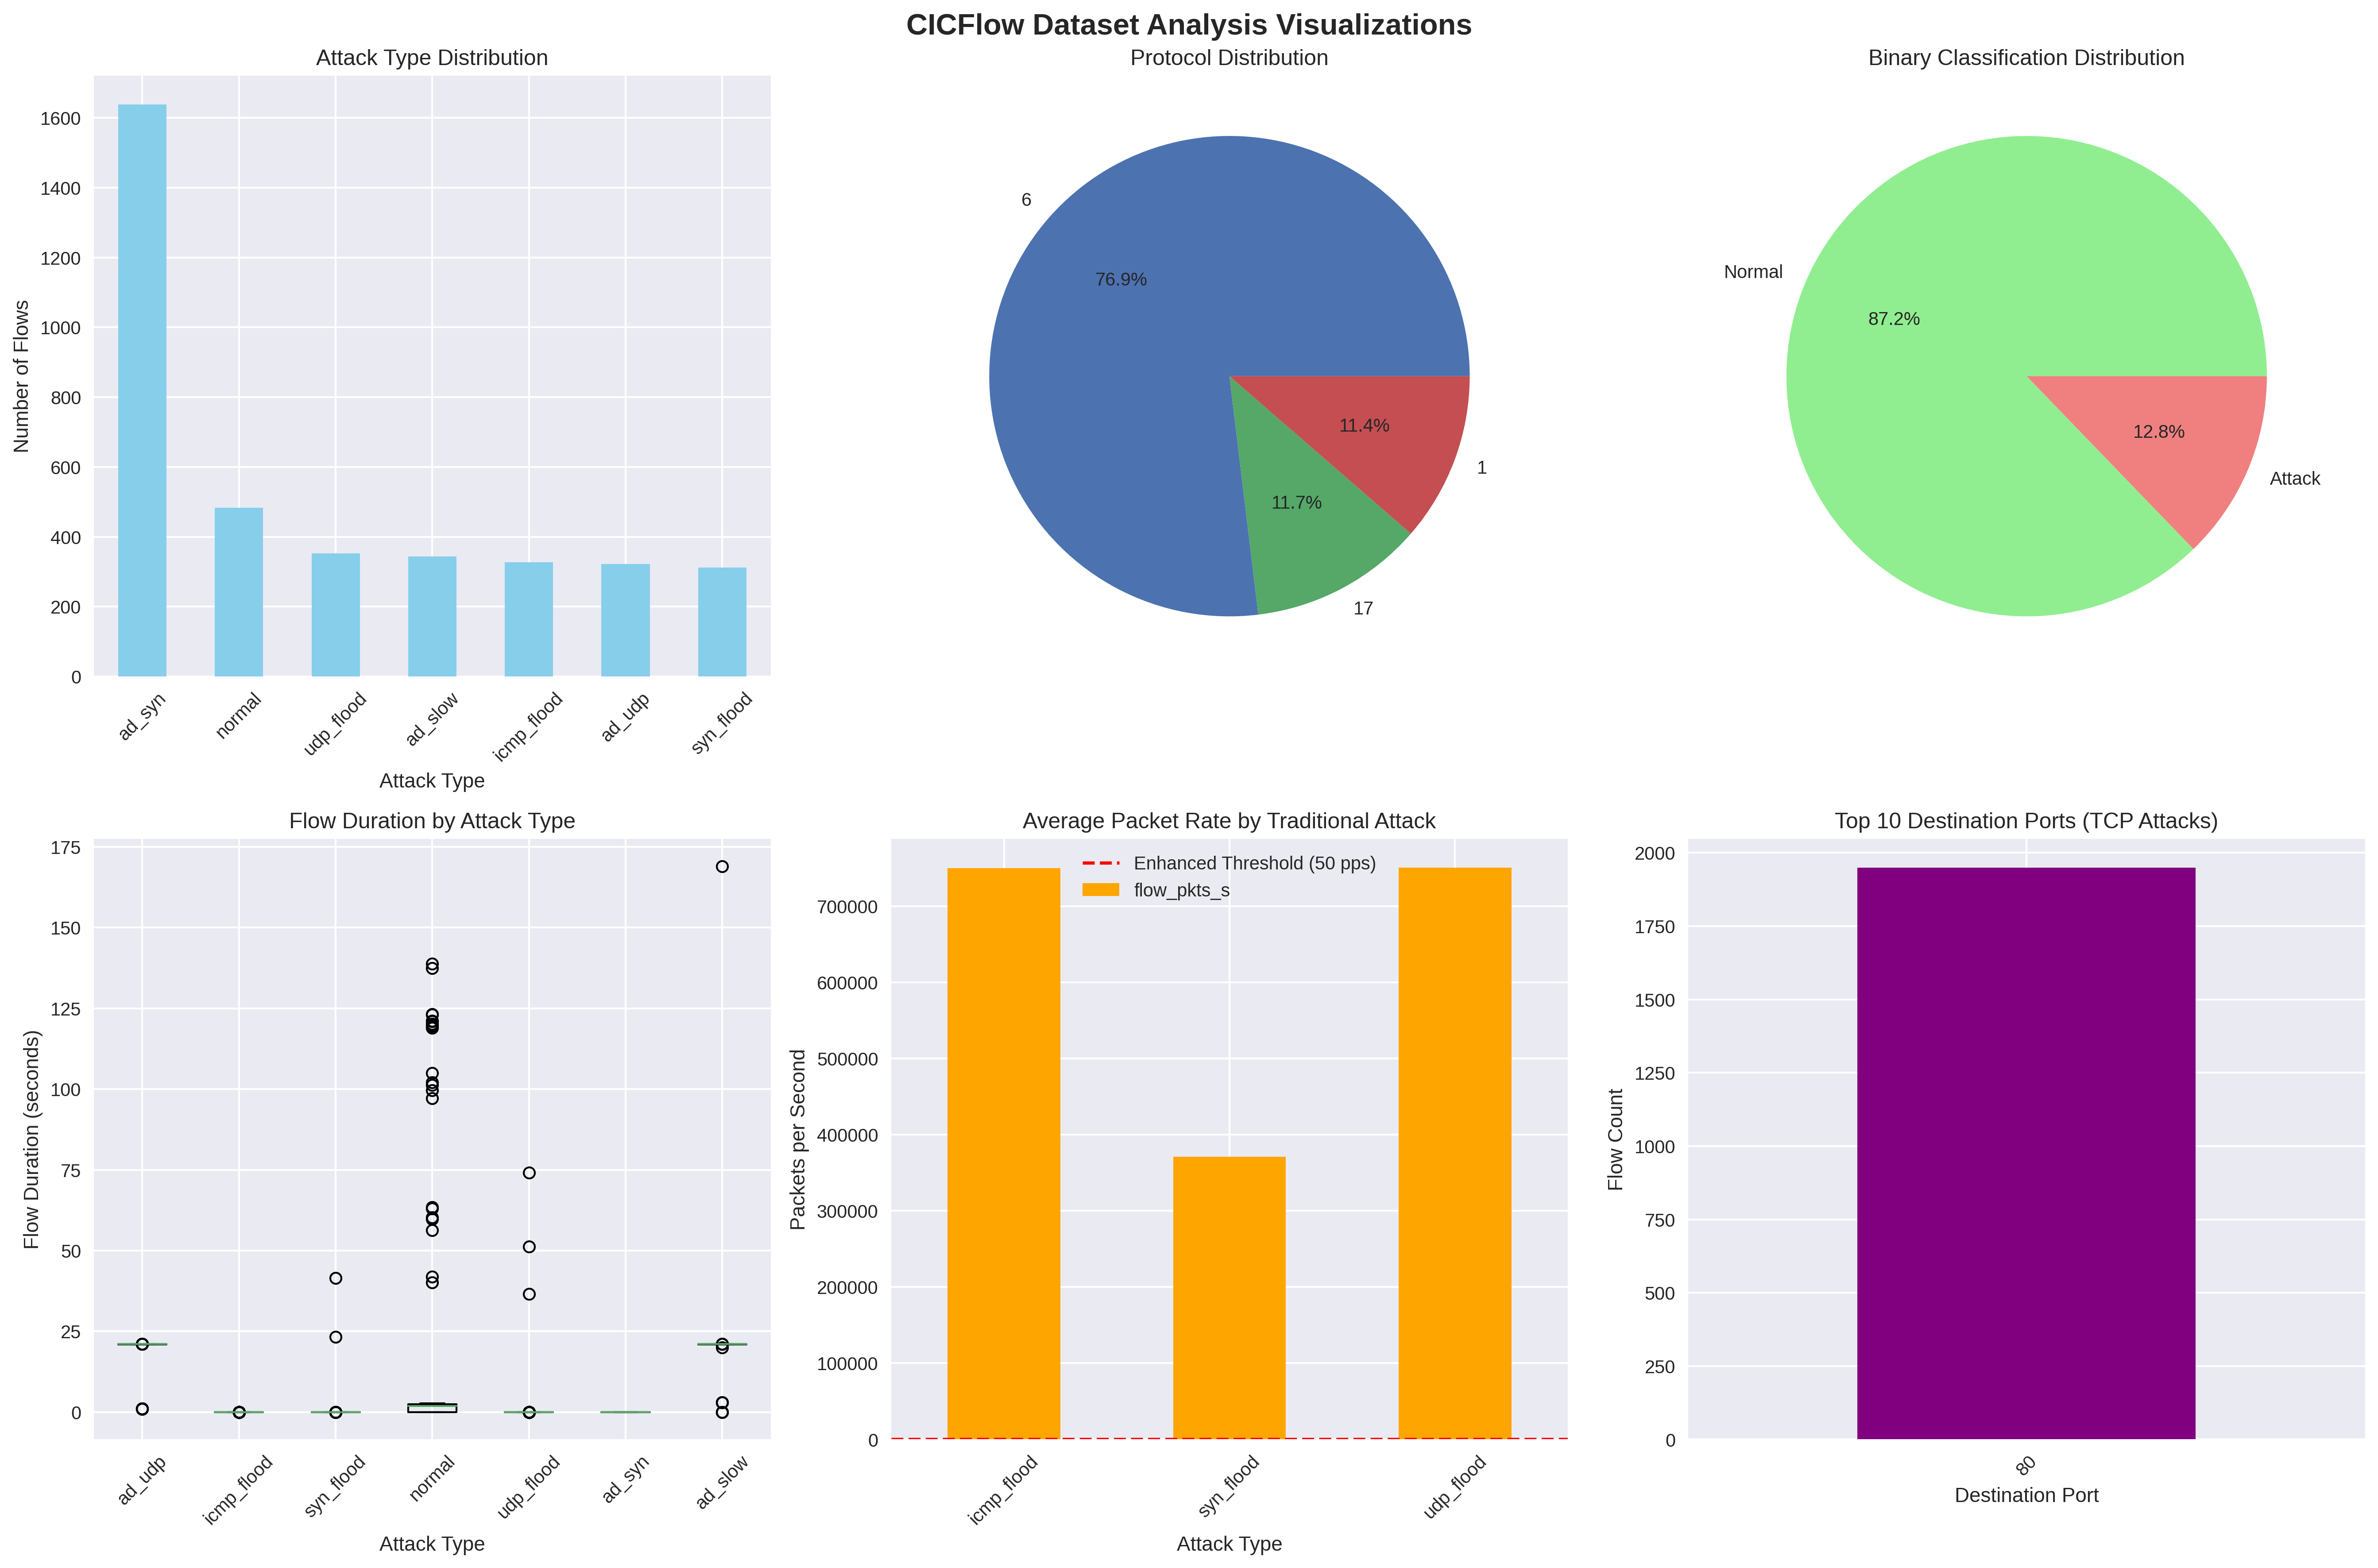 CICFlow Dataset Analysis Visualizations
Attack Type Distribution
Number of Flows
1600
1400
1200
1000
800
600
400
200
0
ad_syn
normal
udp_flood
ad_slow
icmp_flood
ad_udp
syn_flood
Attack Type
Protocol Distribution
6
76.9%
11.4%
1
11.7%
17
Binary Classification Distribution
Normal
87.2%
12.8%
Attack
Flow Duration by Attack Type
Flow Duration (seconds)
175
150
125
100
75
50
25
0
ad_udp
icmp_flood
syn_flood
normal
udp_flood
ad_syn
ad_slow
Attack Type
Average Packet Rate by Traditional Attack
Enhanced Threshold (50 pps)
flow_pkts_s
Packets per Second
700000
600000
500000
400000
300000
200000
100000
0
icmp_flood
syn_flood
udp_flood
Attack Type
Top 10 Destination Ports (TCP Attacks)
Flow Count
2000
1750
1500
1250
1000
750
500
250
0
80
Destination Port